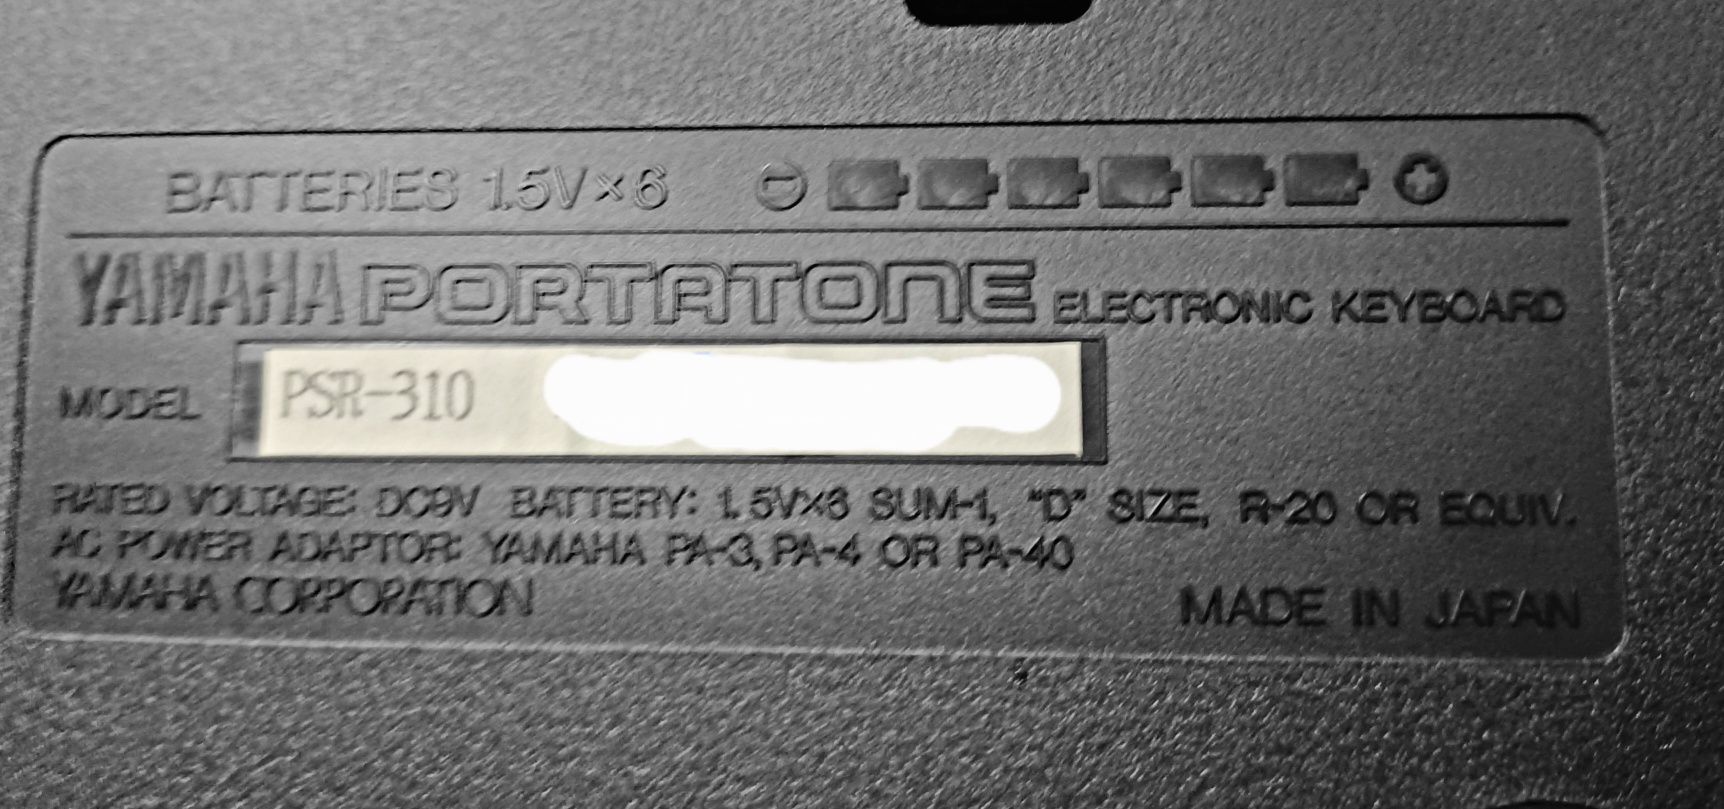 BATTERIES 1.5V×6 ⊖ ⊕
YAMAHA PORTATONE ELECTRONIC KEYBOARD
MODEL PSR-310
RATED VOLTAGE: DC9V BATTERY: 1.5V×6 SUM-1, "D" SIZE, R-20 OR EQUIV.
AC POWER ADAPTOR: YAMAHA PA-3, PA-4 OR PA-40
YAMAHA CORPORATION
MADE IN JAPAN